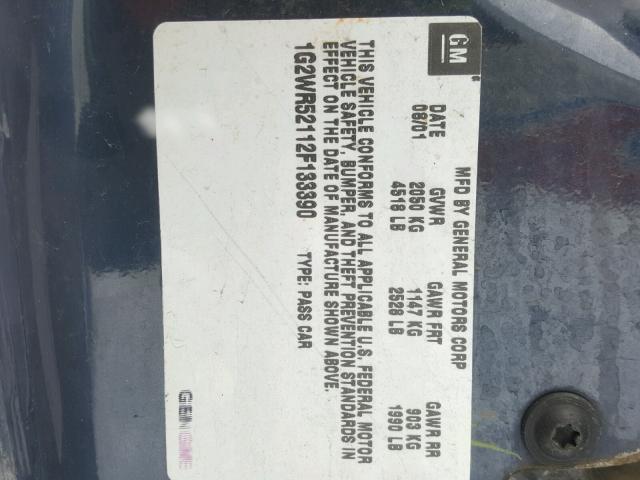 GM
MFD BY GENERAL MOTORS CORP
DATE GVWR GAWR FRT GAWR RR
08/01 2050 KG 1147 KG 903 KG
4518 LB 2528 LB 1990 LB
THIS VEHICLE CONFORMS TO ALL APPLICABLE U.S. FEDERAL MOTOR
VEHICLE SAFETY, BUMPER, AND THEFT PREVENTION STANDARDS IN
EFFECT ON THE DATE OF MANUFACTURE SHOWN ABOVE.
1G2WR52112F133390 TYPE: PASS CAR